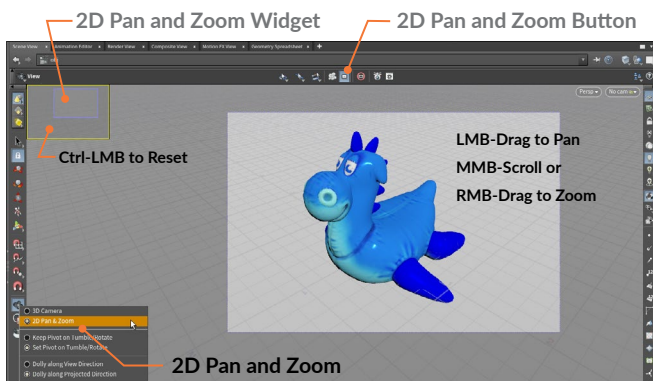 2D Pan and Zoom Widget
2D Pan and Zoom Button
Scene View
Animation Editor
Render View
Composite View
Motion FX View
Geometry Spreadsheet
View
Persp
No cam
Ctrl-LMB to Reset
LMB-Drag to Pan
MMB-Scroll or
RMB-Drag to Zoom
3D Camera
2D Pan & Zoom
Keep Pivot on Tumble/Rotate
Set Pivot on Tumble/Rotate
2D Pan and Zoom
Dolly along View Direction
Dolly along Projected Direction